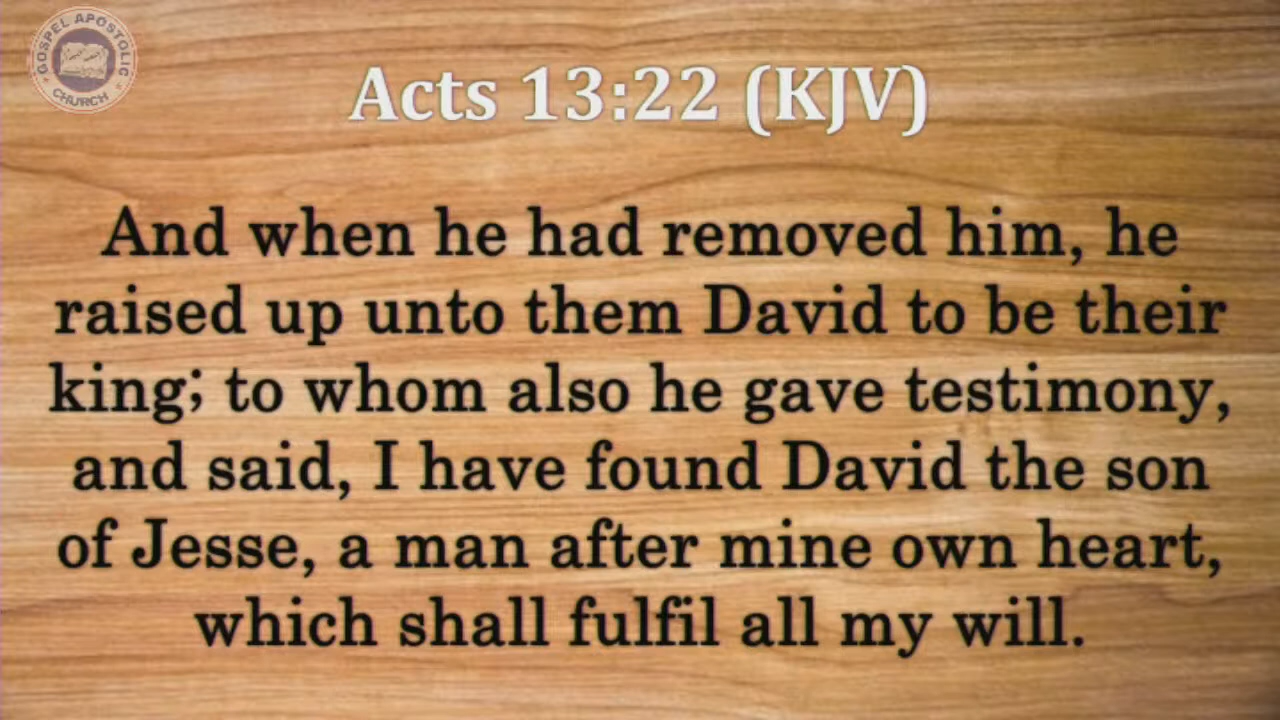 GOSPEL APOSTOLIC
CHURCH
Acts 13:22 (KJV)
And when he had removed him, he
raised up unto them David to be their
king; to whom also he gave testimony,
and said, I have found David the son
of Jesse, a man after mine own heart,
which shall fulfil all my will.